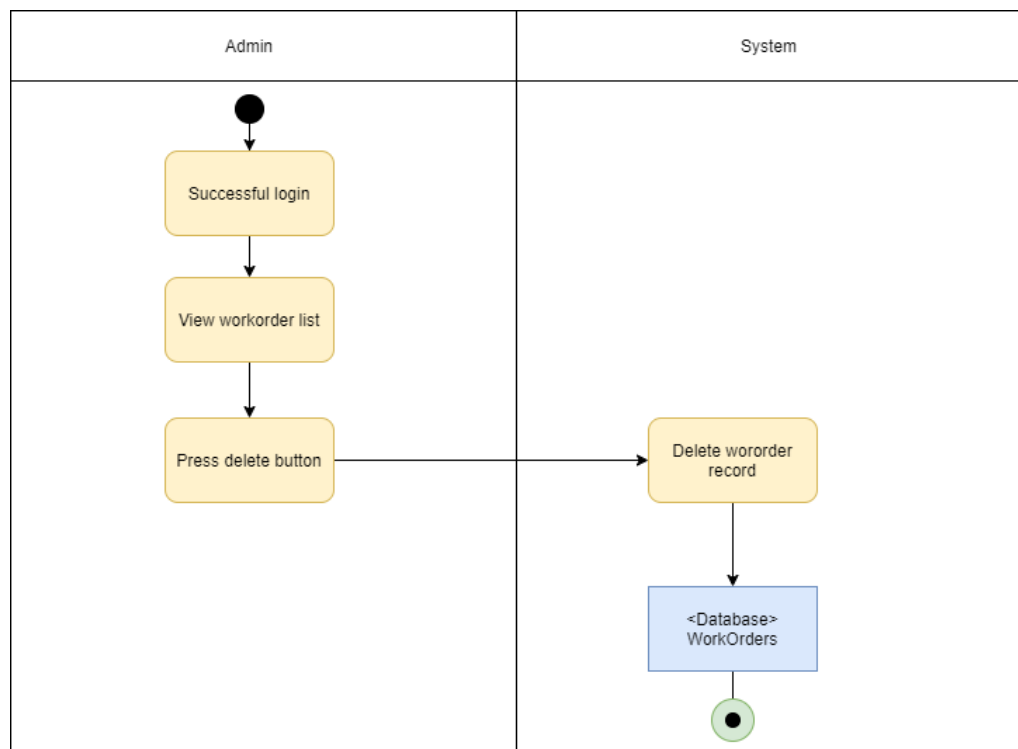 Admin
System
Successful login
View workorder list
Press delete button
Delete wororder
record
<Database>
WorkOrders